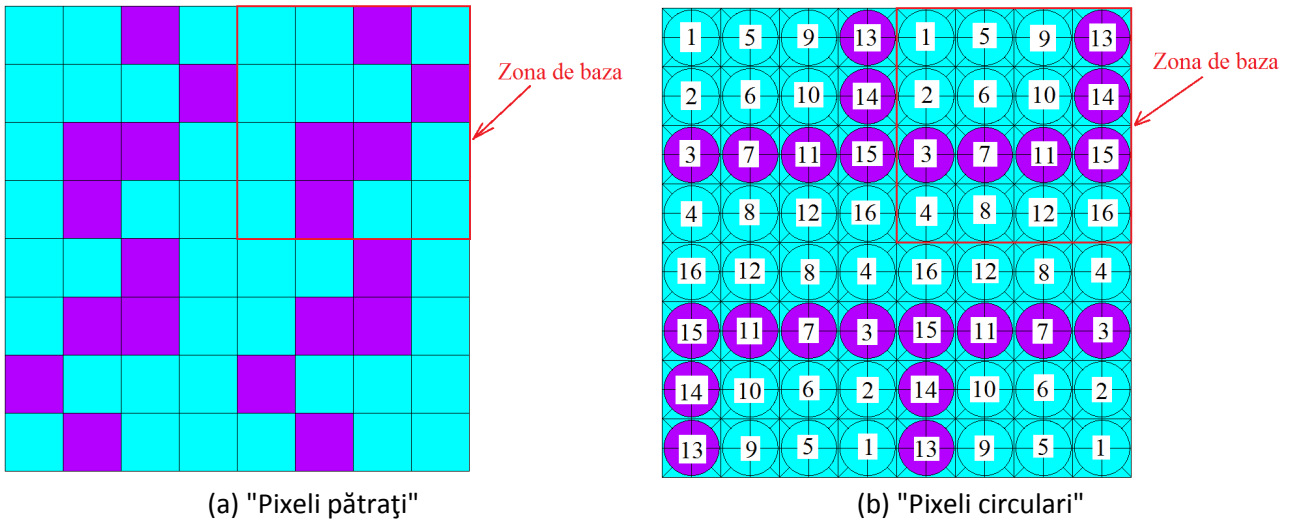 Zona de baza
1 5 9 13 1 5 9 13
2 6 10 14 2 6 10 14
Zona de baza
3 7 11 15 3 7 11 15
4 8 12 16 4 8 12 16
16 12 8 4 16 12 8 4
15 11 7 3 15 11 7 3
14 10 6 2 14 10 6 2
13 9 5 1 13 9 5 1
(a) "Pixeli pătraţi"
(b) "Pixeli circulari"